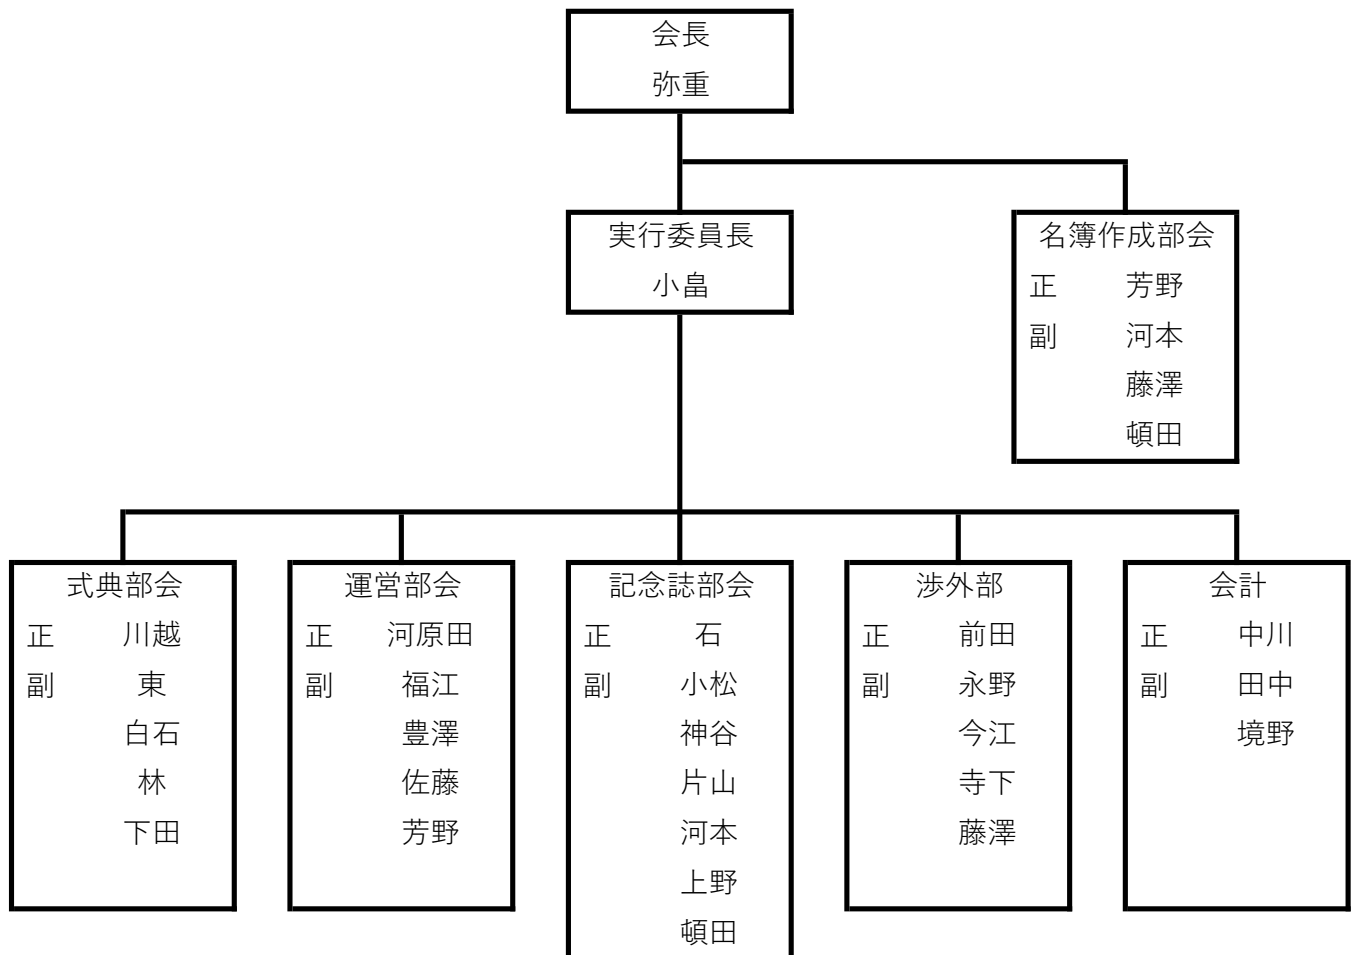 会長
弥重
実行委員長
小畠
名簿作成部会
正 芳野
副 河本
藤澤
頓田
式典部会
正 川越
副 東
白石
林
下田
運営部会
正 河原田
副 福江
豊澤
佐藤
芳野
記念誌部会
正 石
副 小松
神谷
片山
河本
上野
頓田
渉外部
正 前田
副 永野
今江
寺下
藤澤
会計
正 中川
副 田中
境野